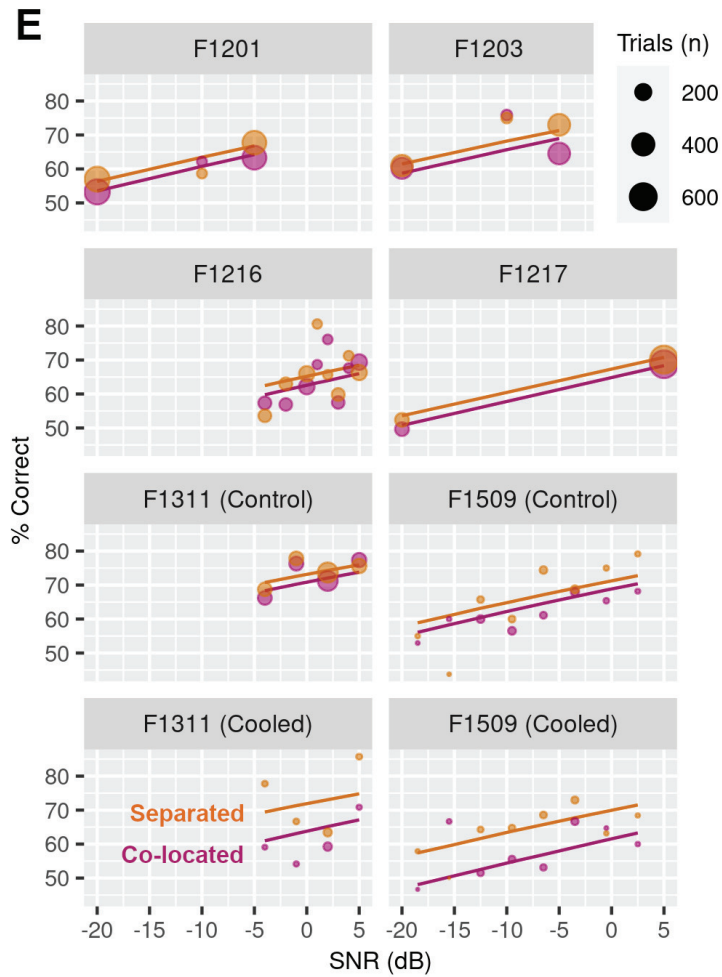 E
F1201 F1203
Trials (n)
200
400
600
80
70
60
50
F1216 F1217
80
70
60
50
% Correct
F1311 (Control) F1509 (Control)
80
70
60
50
F1311 (Cooled) F1509 (Cooled)
80
70
60
50
Separated
Co-located
-20 -15 -10 -5 0 5 -20 -15 -10 -5 0 5
SNR (dB)